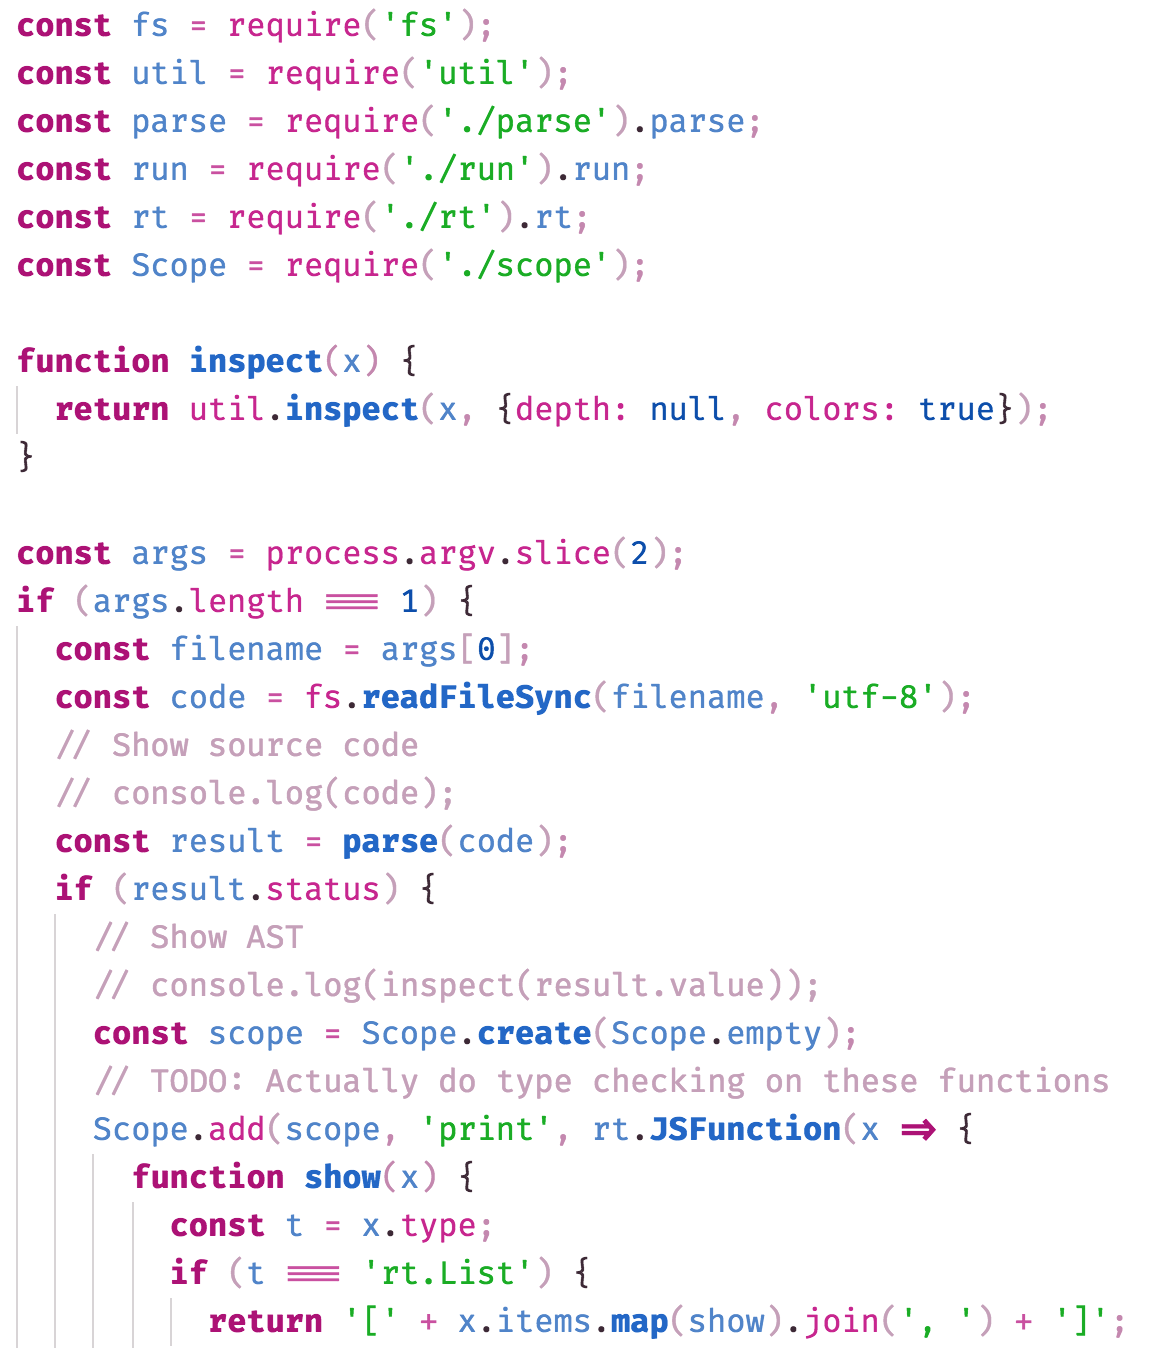 const fs = require('fs');
const util = require('util');
const parse = require('./parse').parse;
const run = require('./run').run;
const rt = require('./rt').rt;
const Scope = require('./scope');

function inspect(x) {
  return util.inspect(x, {depth: null, colors: true});
}

const args = process.argv.slice(2);
if (args.length === 1) {
  const filename = args[0];
  const code = fs.readFileSync(filename, 'utf-8');
  // Show source code
  // console.log(code);
  const result = parse(code);
  if (result.status) {
    // Show AST
    // console.log(inspect(result.value));
    const scope = Scope.create(Scope.empty);
    // TODO: Actually do type checking on these functions
    Scope.add(scope, 'print', rt.JSFunction(x => {
      function show(x) {
        const t = x.type;
        if (t === 'rt.List') {
          return '[' + x.items.map(show).join(', ') + ']';